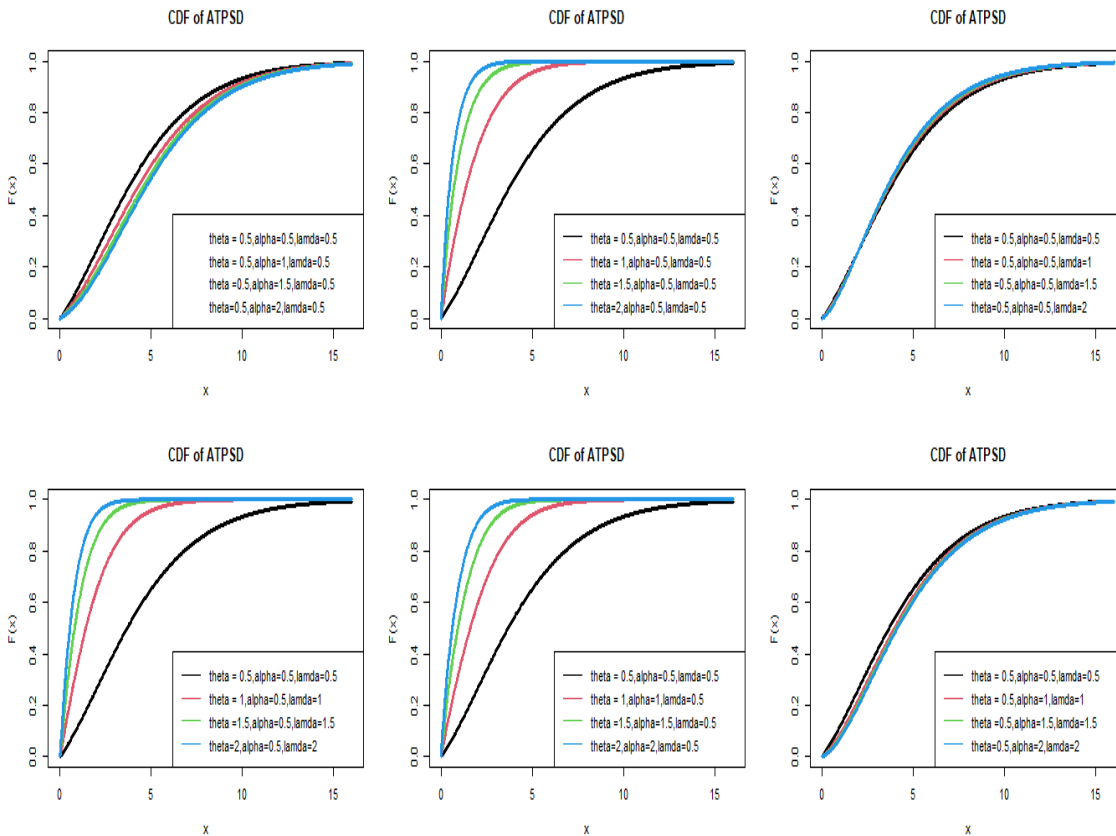 CDF of ATPSD
F(x)
0.0 0.2 0.4 0.6 0.8 1.0
theta = 0.5,alpha=0.5,lamda=0.5
theta = 0.5,alpha=1,lamda=0.5
theta =0.5,alpha=1.5,lamda=0.5
theta=0.5,alpha=2,lamda=0.5
0 5 10 15
x
CDF of ATPSD
F(x)
0.0 0.2 0.4 0.6 0.8 1.0
theta = 0.5,alpha=0.5,lamda=0.5
theta = 1,alpha=0.5,lamda=0.5
theta =1.5,alpha=0.5,lamda=0.5
theta=2,alpha=0.5,lamda=0.5
0 5 10 15
x
CDF of ATPSD
F(x)
0.0 0.2 0.4 0.6 0.8 1.0
theta = 0.5,alpha=0.5,lamda=0.5
theta = 0.5,alpha=0.5,lamda=1
theta =0.5,alpha=0.5,lamda=1.5
theta=0.5,alpha=0.5,lamda=2
0 5 10 15
x
CDF of ATPSD
F(x)
0.0 0.2 0.4 0.6 0.8 1.0
theta = 0.5,alpha=0.5,lamda=0.5
theta = 1,alpha=0.5,lamda=1
theta =1.5,alpha=0.5,lamda=1.5
theta=2,alpha=0.5,lamda=2
0 5 10 15
x
CDF of ATPSD
F(x)
0.0 0.2 0.4 0.6 0.8 1.0
theta = 0.5,alpha=0.5,lamda=0.5
theta = 1,alpha=1,lamda=0.5
theta =1.5,alpha=1.5,lamda=0.5
theta=2,alpha=2,lamda=0.5
0 5 10 15
x
CDF of ATPSD
F(x)
0.0 0.2 0.4 0.6 0.8 1.0
theta = 0.5,alpha=0.5,lamda=0.5
theta = 0.5,alpha=1,lamda=1
theta =0.5,alpha=1.5,lamda=1.5
theta=0.5,alpha=2,lamda=2
0 5 10 15
x